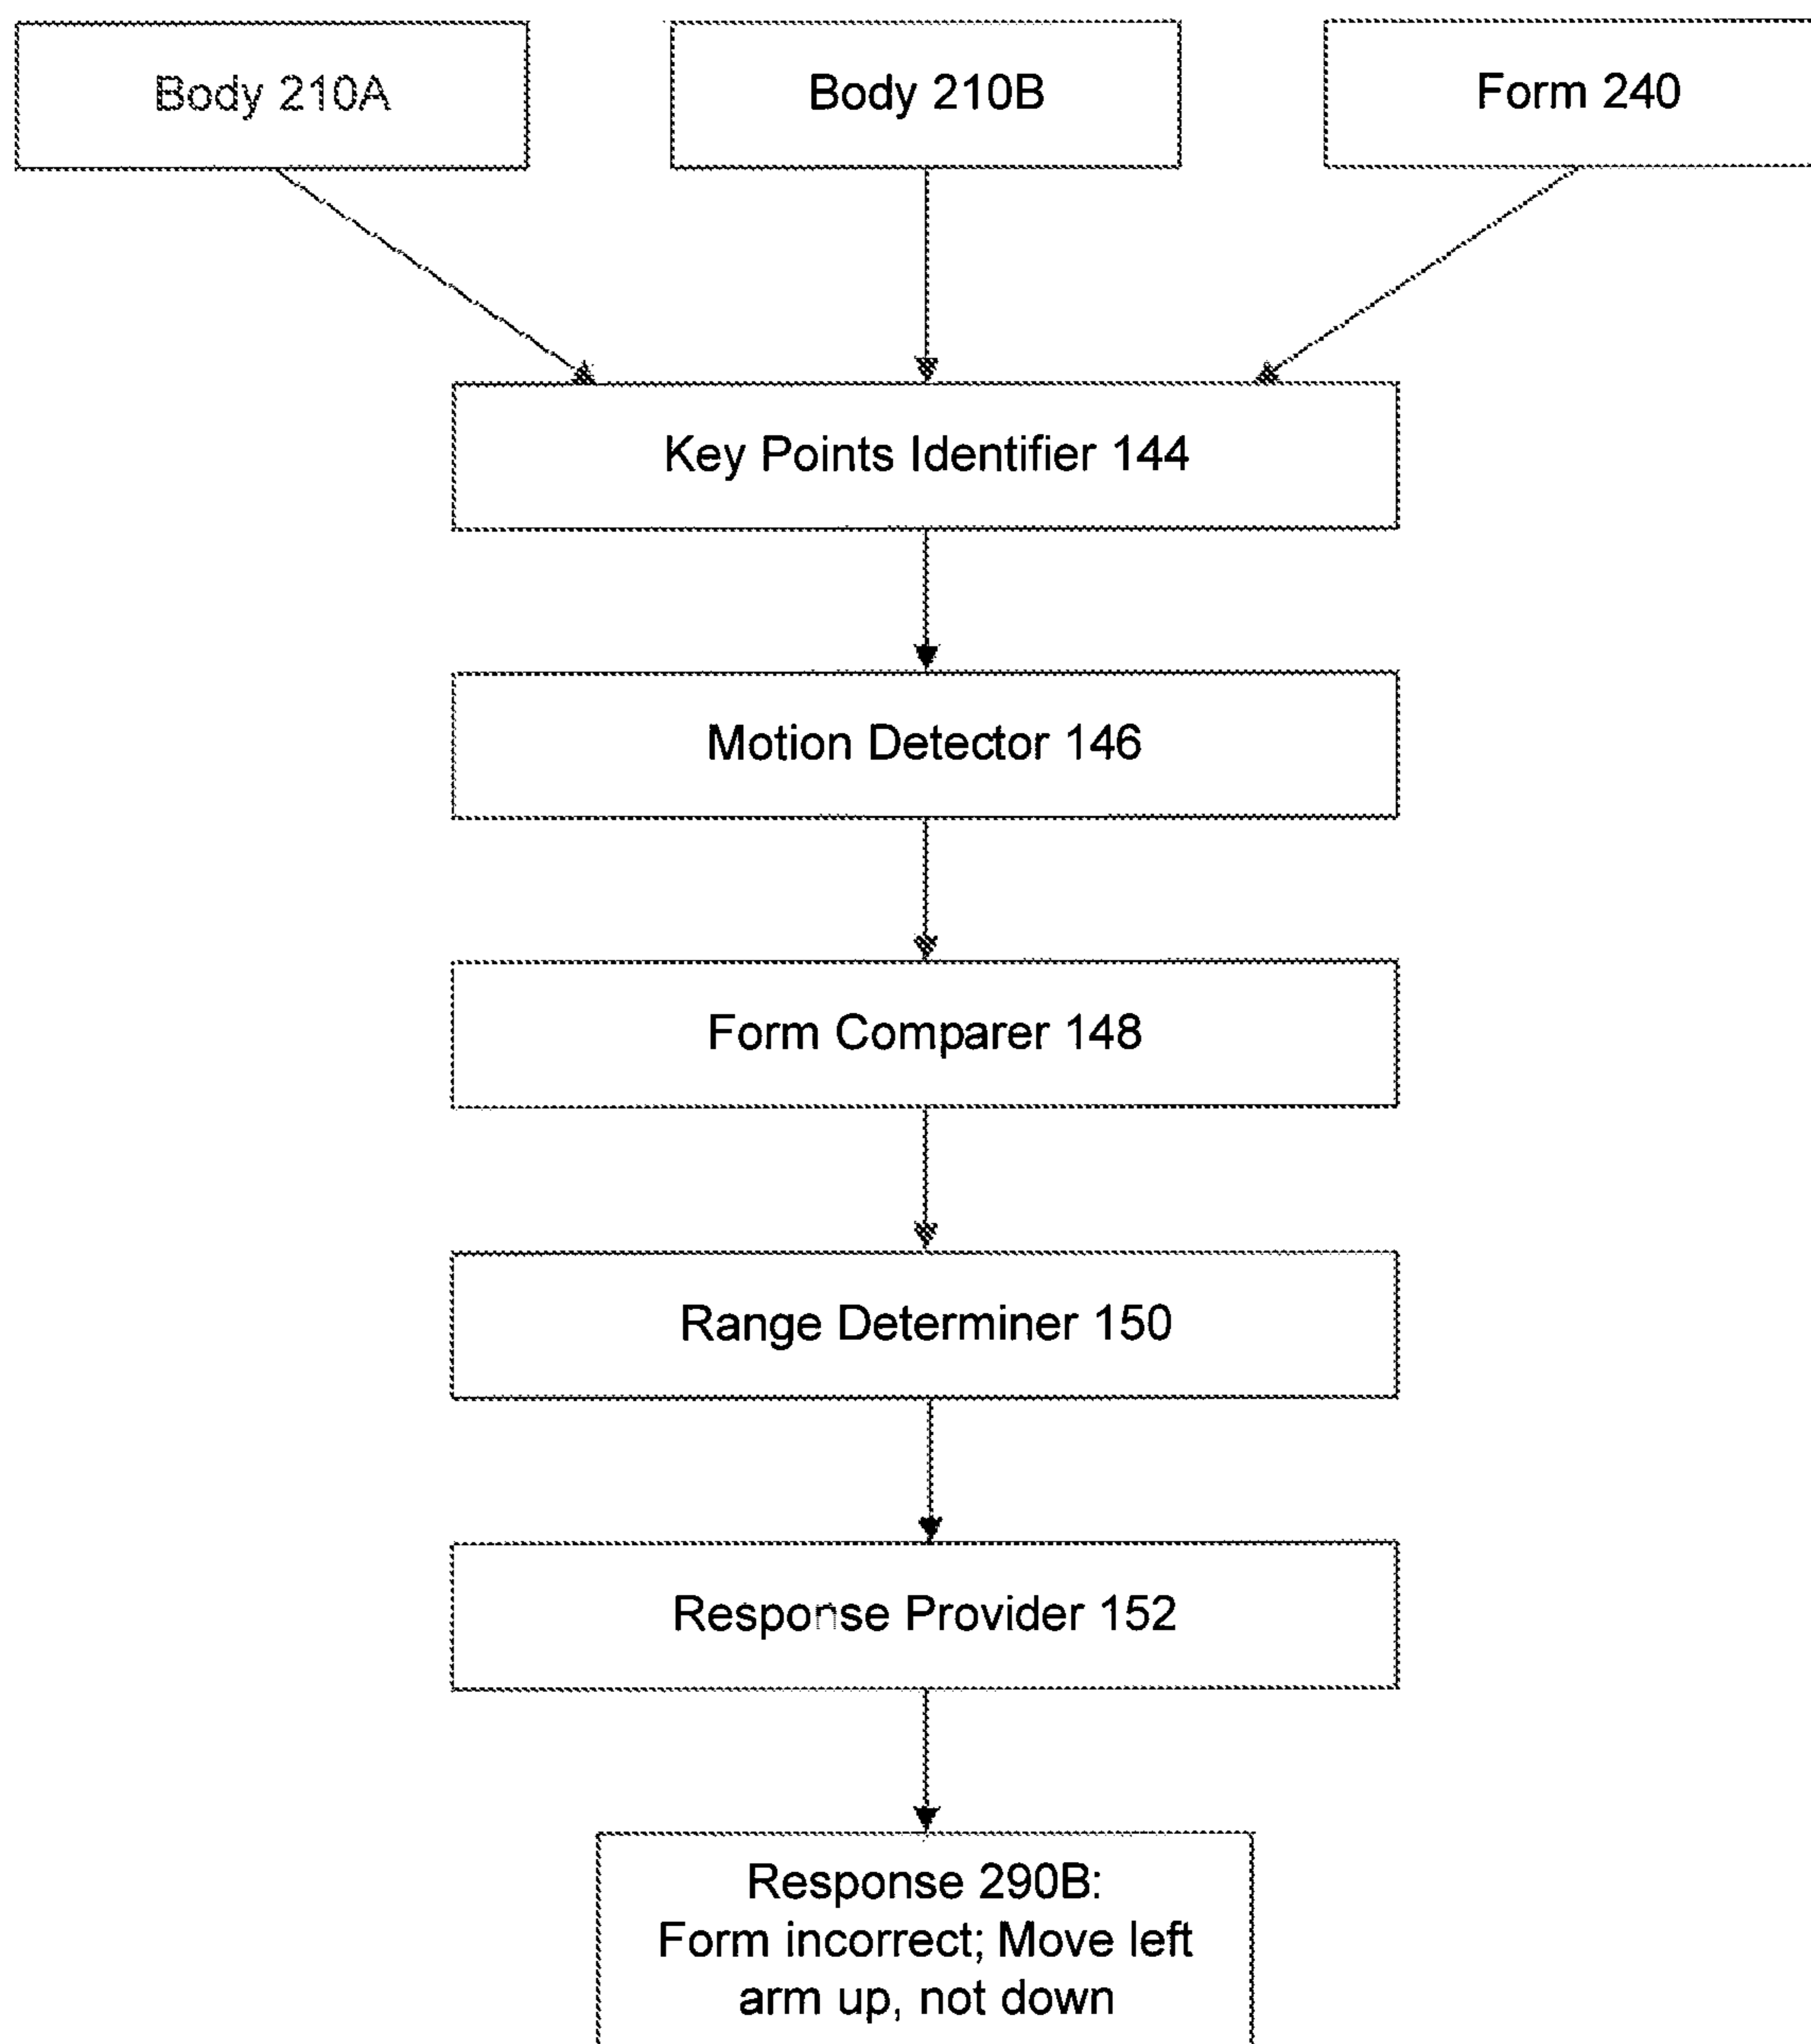 Body 210A
Body 210B
Form 240
Key Points Identifier 144
Motion Detector 146
Form Comparer 148
Range Determiner 150
Response Provider 152
Response 290B:
Form incorrect; Move left
arm up, not down